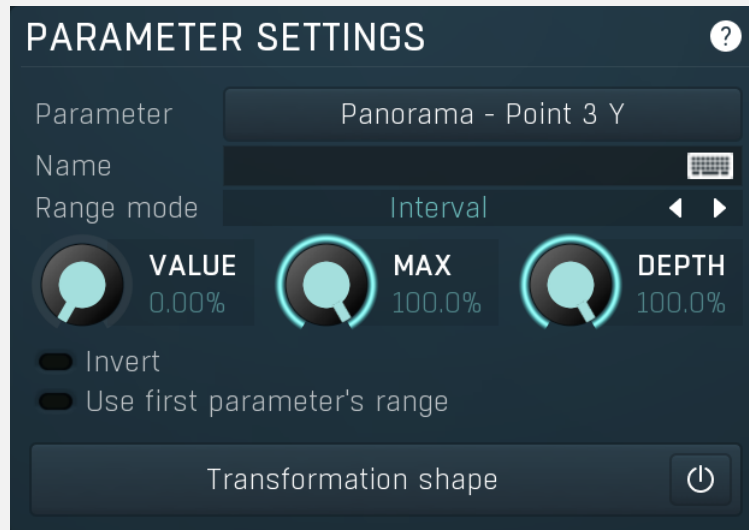 PARAMETER SETTINGS ?
Parameter Panorama - Point 3 Y
Name
Range mode Interval
VALUE MAX DEPTH
0.00% 100.0% 100.0%
Invert
Use first parameter's range
Transformation shape